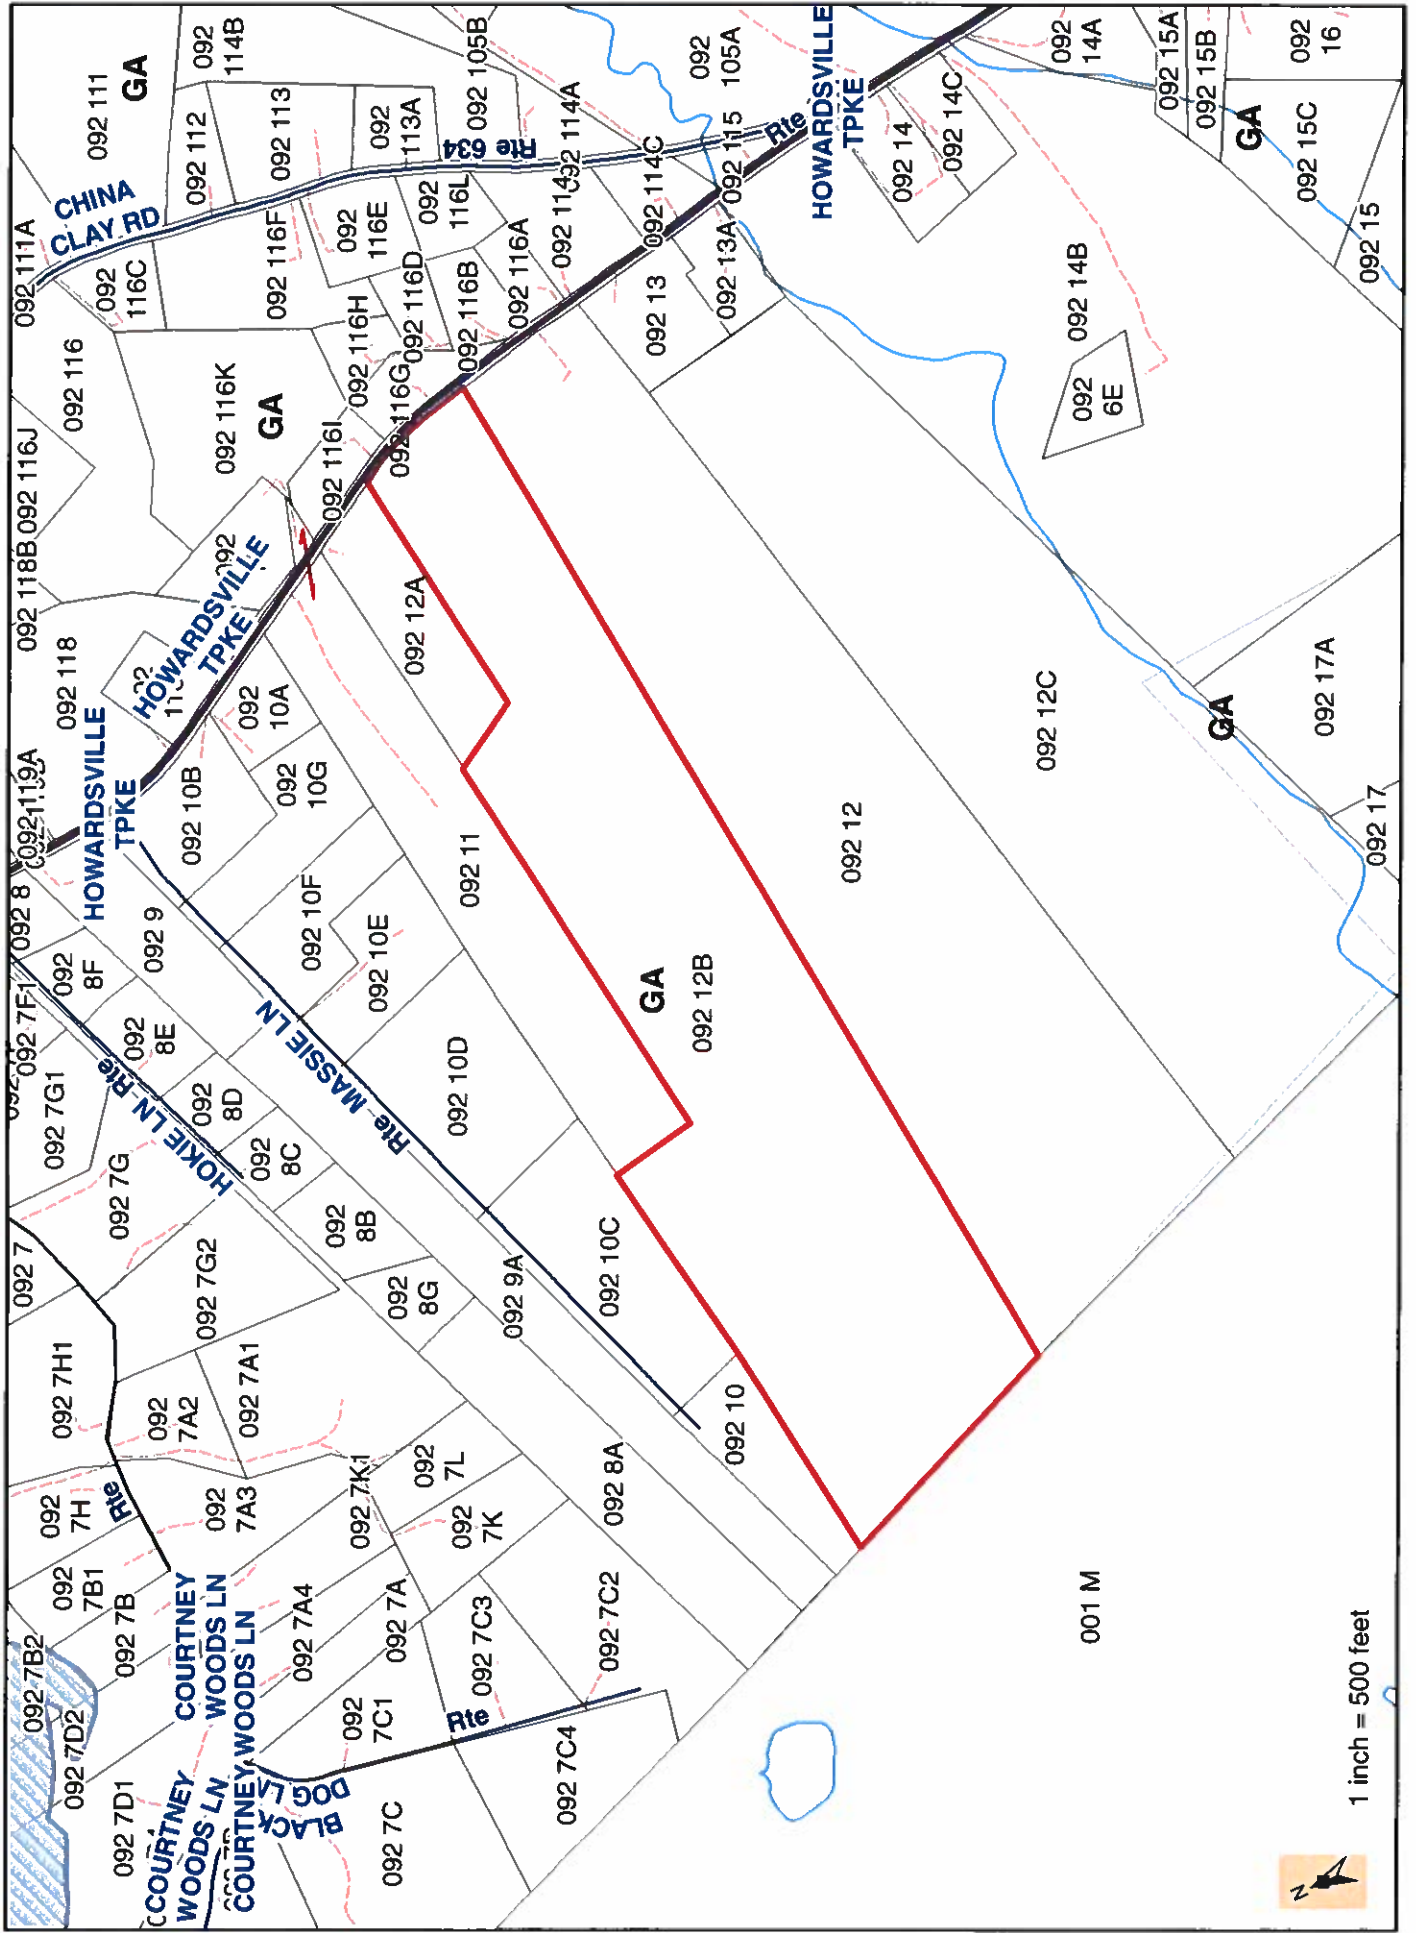 092 111A
092 118B 092 116J
092 119A
092 8
092 7F1
092 7
092 7B2
092 116
092 118
092
8F
092 7G1
092 7H1
092
7H
092
7B1
092 7D2
092 111
GA
CHINA
CLAY RD
092
116C
HOWARDSVILLE
TPKE
092 9
092
8E
HOKIE LN
Rte
092 7G
Rte
092 7B
092 7D1
092
114B
092 112
HOWARDSVILLE
TPKE
092
092 10B
092
8D
092 7G2
092
7A2
092
7A3
COURTNEY
WOODS LN
COURTNEY
WOODS LN
COURTNEY WOODS LN
092 113
092 116F
092 116K
GA
092
10A
092
10G
092
8C
092 7A1
092 7A4
BLACK
DOG LN
092
113A
092
116E
092 116H
092 116I
092 10F
092 10E
MASSIE LN
Rte
092
8B
092 7K1
092
7C1
092 7C
092 105B
Rte 634
092
116L
092 116D
092 116G
092 12A
092 11
092 10D
092
8G
092
7L
092
7K
092 7A
Rte
092 7C3
092 114A
092 114
092 116A
092 116B
092 9A
092 10C
092 8A
092 7C2
092 7C4
092 114C
092 13
GA
092 12B
092 10
092
105A
092 115
092 13A
Rte
HOWARDSVILLE
TPKE
092 12
092 14
092 14C
092
14A
092 14B
092
6E
092 12C
001 M
092 15A
092 15B
GA
GA
092
16
092 15C
092 15
092 17A
092 17
1 inch = 500 feet
N